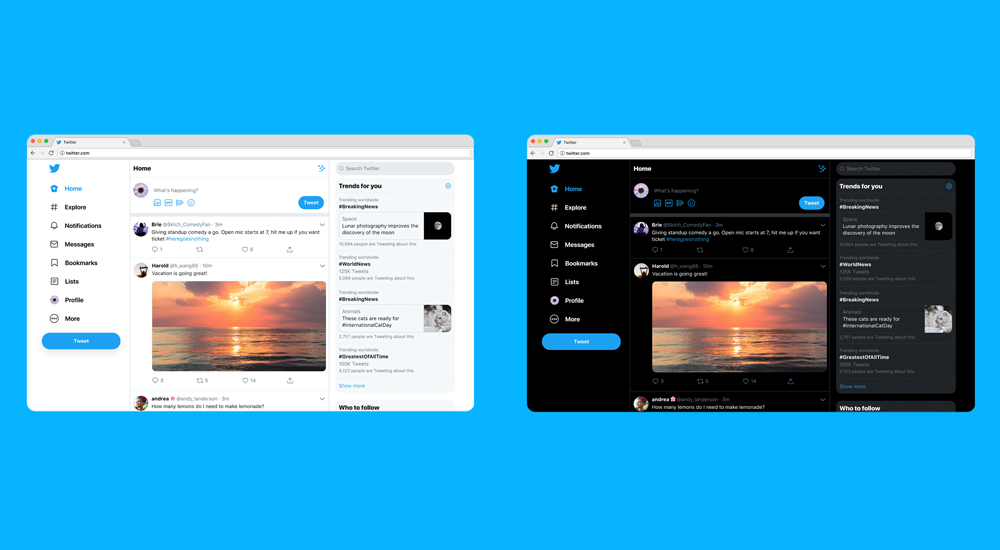 Twitter
twitter.com
Home
Explore
Notifications
Messages
Bookmarks
Lists
Profile
More
Tweet
Home
What's happening?
Tweet
Brie @Sktch_ComedyFan · 3m
Giving standup comedy a go. Open mic starts at 7, hit me up if you want
ticket #heregoesnothing
1
6
Harold @h_wang88 · 10m
Vacation is going great!
3
5
14
andrea @andy_landerson · 3m
How many lemons do I need to make lemonade?
Search Twitter
Trends for you
Trending worldwide
#BreakingNews
Space
Lunar photography improves the
discovery of the moon
10,094 people are Tweeting about this
Trending worldwide
#WorldNews
125K Tweets
5,094 people are Tweeting about this
Trending worldwide
#BreakingNews
Animals
These cats are ready for
#InternationalCatDay
2,757 people are Tweeting about this
Trending worldwide
#GreatestOfAllTime
100K Tweets
4,123 people are Tweeting about this
Show more
Who to follow
Twitter
twitter.com
Home
Explore
Notifications
Messages
Bookmarks
Lists
Profile
More
Tweet
Home
What's happening?
Tweet
Brie @Sktch_ComedyFan · 3m
Giving standup comedy a go. Open mic starts at 7, hit me up if you want
ticket #heregoesnothing
1
6
Harold @h_wang88 · 10m
Vacation is going great!
3
5
14
andrea @andy_landerson · 3m
How many lemons do I need to make lemonade?
Search Twitter
Trends for you
Trending worldwide
#BreakingNews
Space
Lunar photography improves the
discovery of the moon
10,094 people are Tweeting about this
Trending worldwide
#WorldNews
125K Tweets
5,094 people are Tweeting about this
Trending worldwide
#BreakingNews
Animals
These cats are ready for
#InternationalCatDay
2,757 people are Tweeting about this
Trending worldwide
#GreatestOfAllTime
100K Tweets
4,123 people are Tweeting about this
Show more
Who to follow